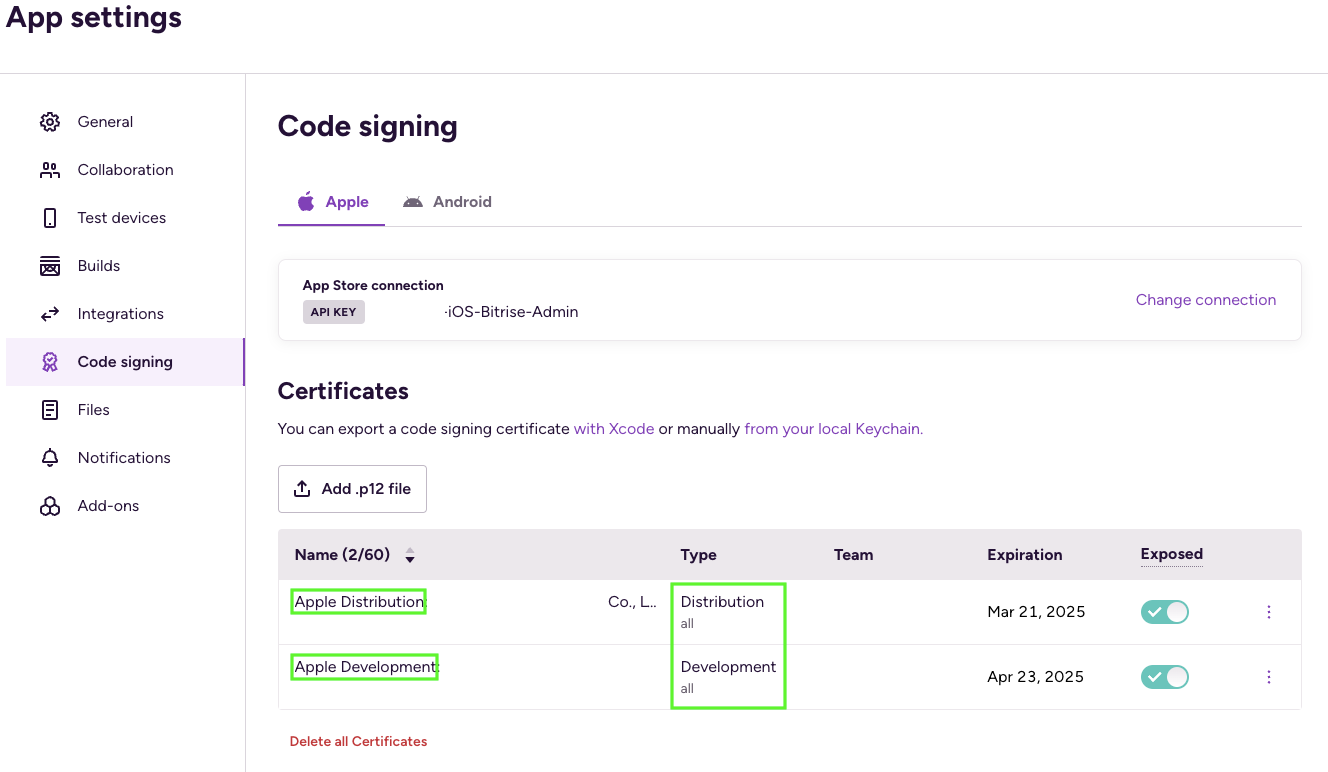 App settings
General
Collaboration
Test devices
Builds
Integrations
Code signing
Files
Notifications
Add-ons
Code signing
Apple Android
App Store connection
API KEY -iOS-Bitrise-Admin
Change connection
Certificates
You can export a code signing certificate with Xcode or manually from your local Keychain.
Add .p12 file
Name (2/60) Type Team Expiration Exposed
Apple Distribution: Co., L... Distribution Mar 21, 2025
all
Apple Development: Development Apr 23, 2025
all
Delete all Certificates